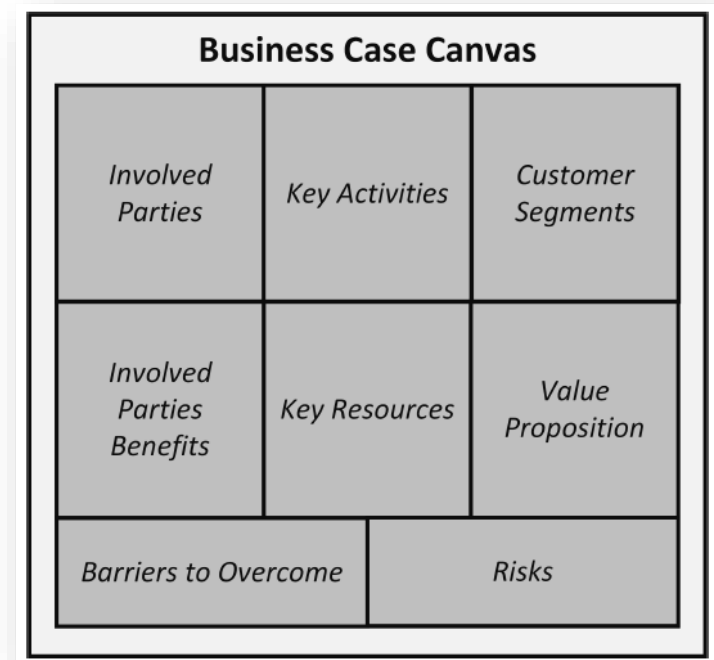 Business Case Canvas
Involved
Parties
Key Activities
Customer
Segments
Involved
Parties
Benefits
Key Resources
Value
Proposition
Barriers to Overcome
Risks